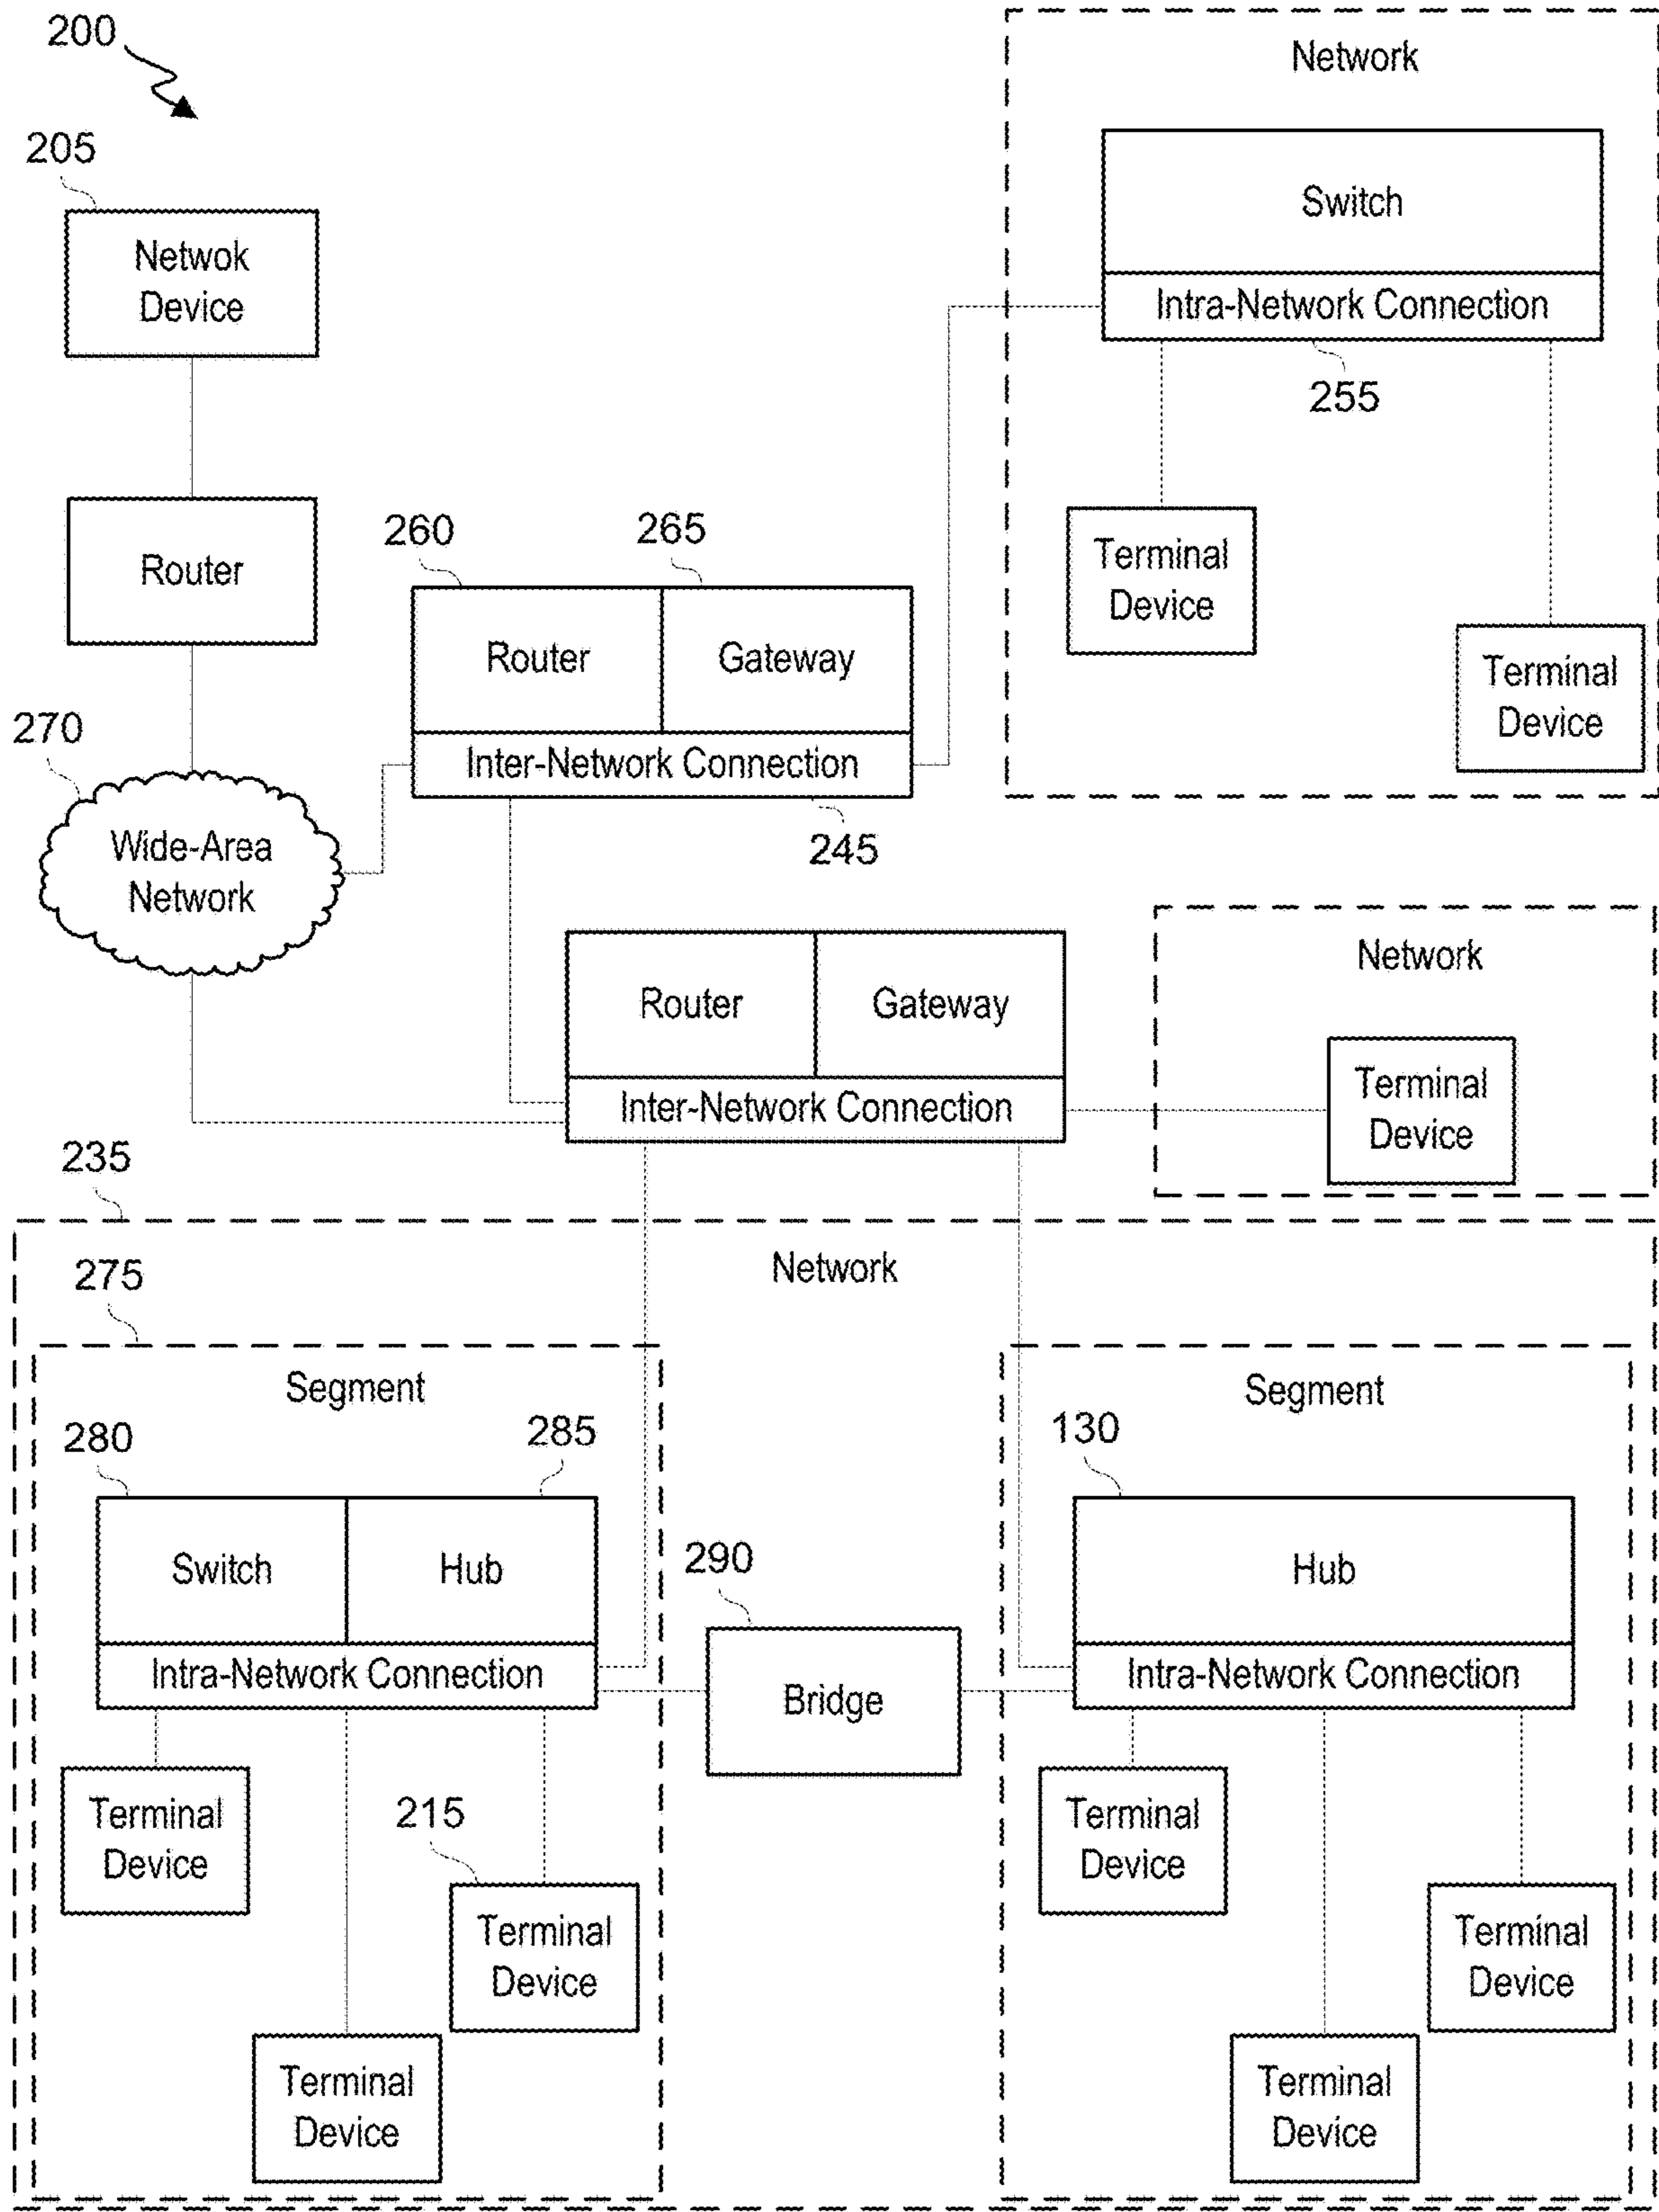 200
205
Netwok
Device
Router
270
Wide-Area
Network
260
265
Router
Gateway
Inter-Network Connection
245
Network
Switch
Intra-Network Connection
255
Terminal
Device
Terminal
Device
Router
Gateway
Inter-Network Connection
Network
Terminal
Device
235
Network
275
Segment
280
285
Switch
Hub
Intra-Network Connection
Terminal
Device
215
Terminal
Device
Terminal
Device
290
Bridge
Segment
130
Hub
Intra-Network Connection
Terminal
Device
Terminal
Device
Terminal
Device